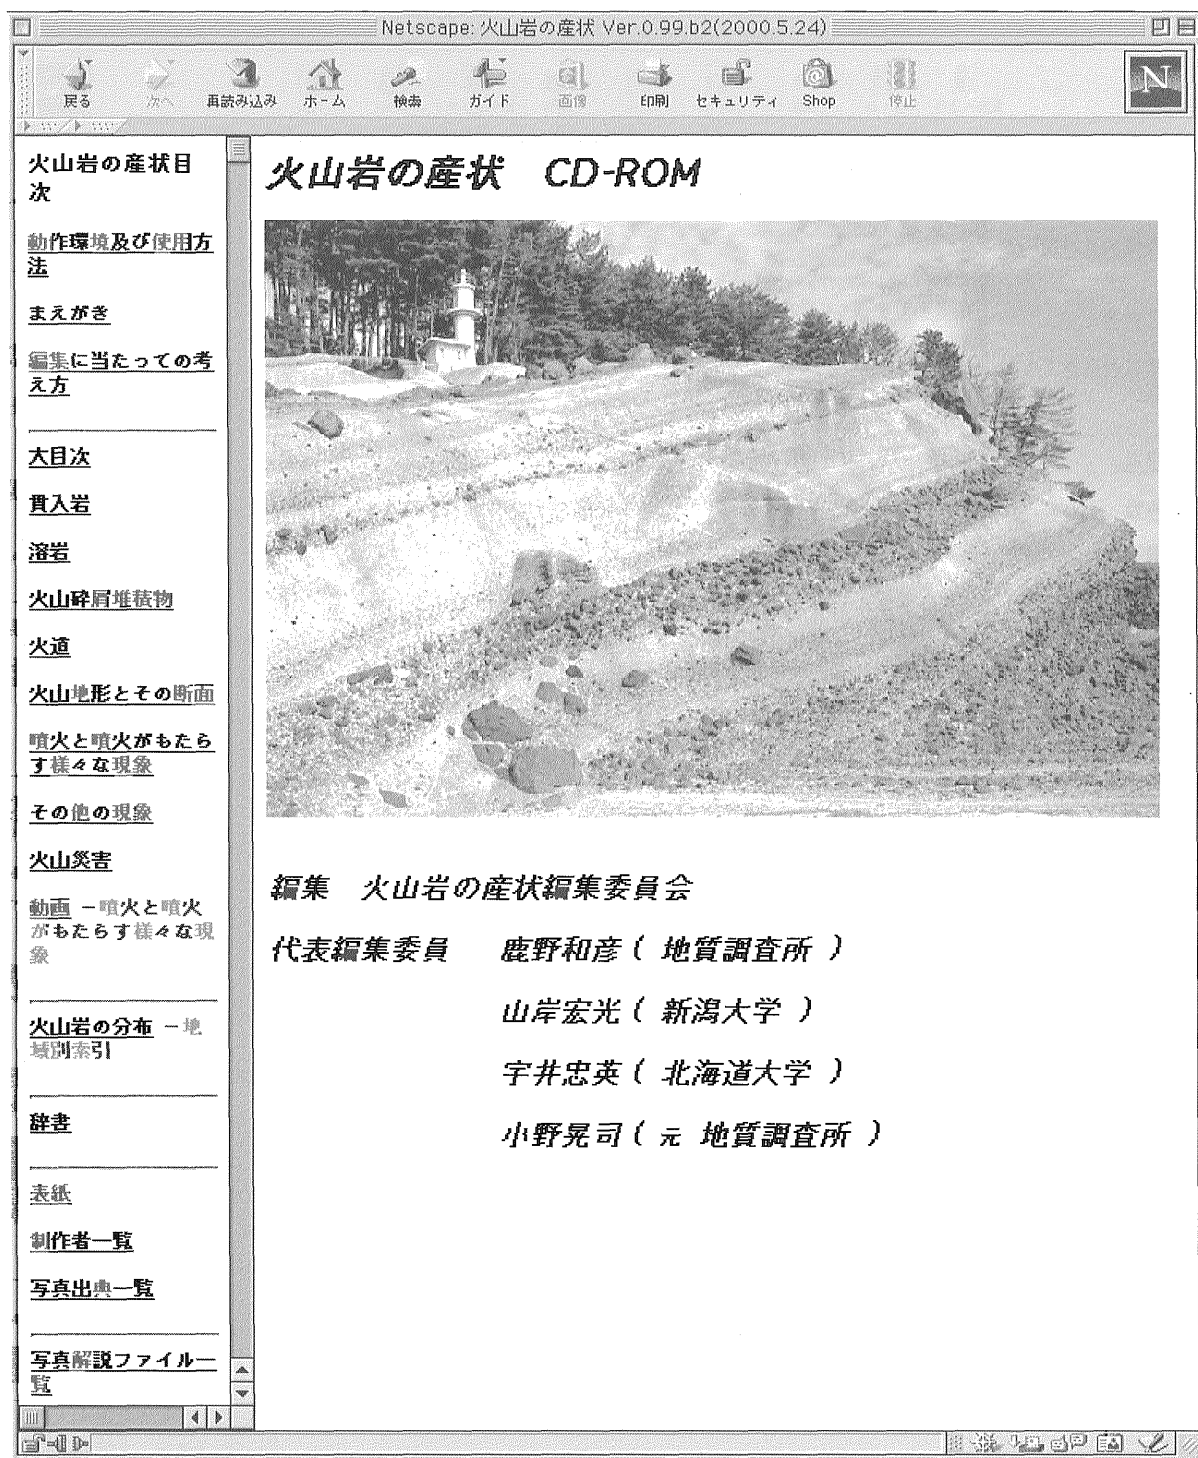 Netscape: 火山岩の産状 Ver.0.99.b2(2000.5.24)
戻る 次へ 再読み込み ホーム 検索 ガイド 画像 印刷 セキュリティ Shop 停止
N
火山岩の産状目
次
動作環境及び使用方
法
まえがき
編集に当たっての考
え方
大目次
貫入岩
溶岩
火山砕屑堆積物
火道
火山地形とその断面
噴火と噴火がもたら
す様々な現象
その他の現象
火山災害
動画 －噴火と噴火
がもたらす様々な現
象
火山岩の分布 －地
域別索引
辞書
表紙
制作者一覧
写真出典一覧
写真解説ファイル一
覧
火山岩の産状 CD-ROM
編集 火山岩の産状編集委員会
代表編集委員 鹿野和彦 ( 地質調査所 )
山岸宏光 ( 新潟大学 )
宇井忠英 ( 北海道大学 )
小野晃司 ( 元 地質調査所 )